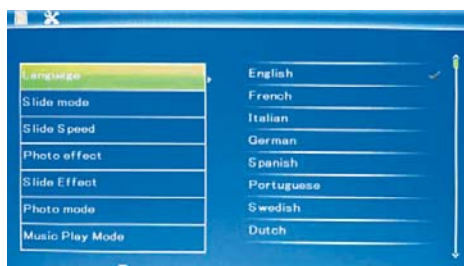 Language
Slide mode
Slide Speed
Photo effect
Slide Effect
Photo mode
Music Play Mode
English
French
Italian
German
Spanish
Portuguese
Swedish
Dutch